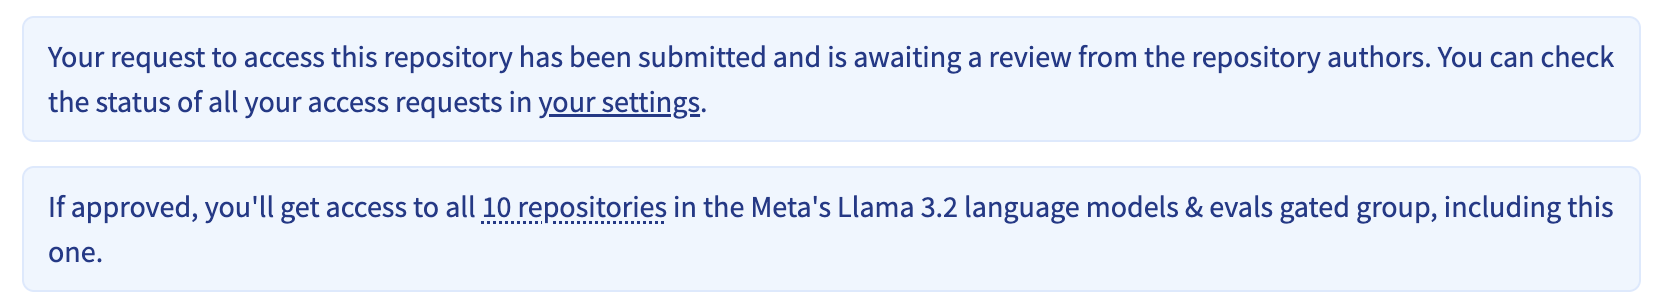 Your request to access this repository has been submitted and is awaiting a review from the repository authors. You can check
the status of all your access requests in your settings.
If approved, you'll get access to all 10 repositories in the Meta's Llama 3.2 language models & evals gated group, including this
one.